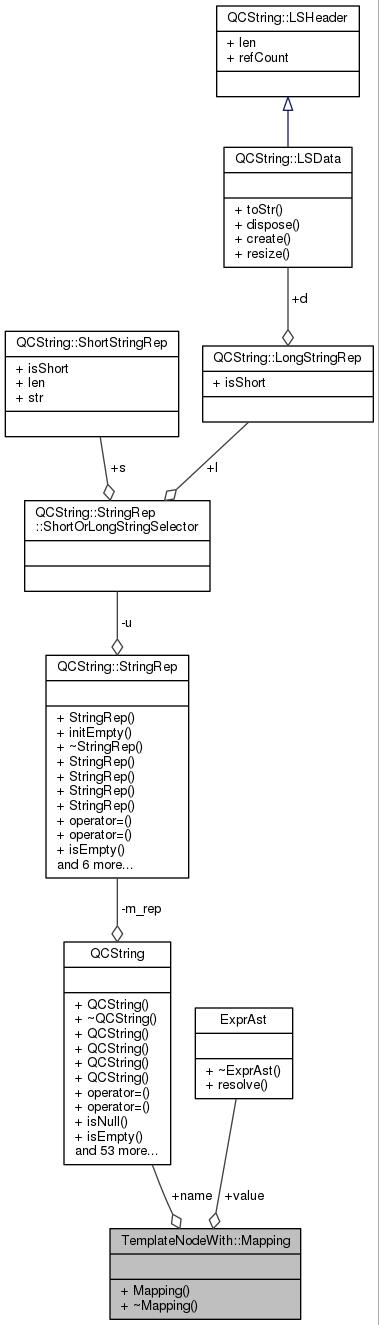 QCString::LSHeader
+ len
+ refCount
QCString::LSData
+ toStr()
+ dispose()
+ create()
+ resize()
+d
QCString::ShortStringRep
+ isShort
+ len
+ str
QCString::LongStringRep
+ isShort
+s
+l
QCString::StringRep
::ShortOrLongStringSelector
-u
QCString::StringRep
+ StringRep()
+ initEmpty()
+ ~StringRep()
+ StringRep()
+ StringRep()
+ StringRep()
+ StringRep()
+ operator=()
+ operator=()
+ isEmpty()
and 6 more...
-m_rep
QCString
+ QCString()
+ ~QCString()
+ QCString()
+ QCString()
+ QCString()
+ QCString()
+ operator=()
+ operator=()
+ isNull()
+ isEmpty()
and 53 more...
ExprAst
+ ~ExprAst()
+ resolve()
+name
+value
TemplateNodeWith::Mapping
+ Mapping()
+ ~Mapping()